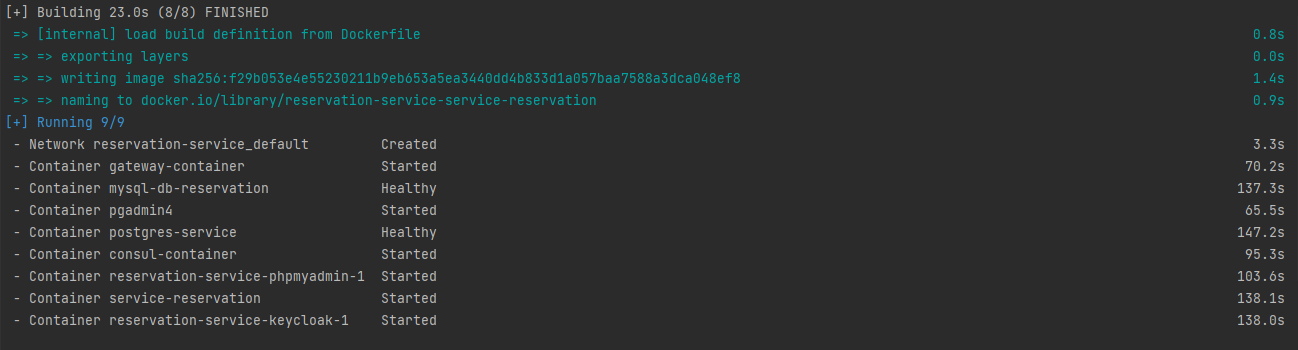 [+] Building 23.0s (8/8) FINISHED
=> [internal] load build definition from Dockerfile 0.8s
=> => exporting layers 0.0s
=> => writing image sha256:f29b053e4e55230211b9eb653a5ea3440dd4b833d1a057baa7588a3dca048ef8 1.4s
=> => naming to docker.io/library/reservation-service-service-reservation 0.9s
[+] Running 9/9
- Network reservation-service_default Created 3.3s
- Container gateway-container Started 70.2s
- Container mysql-db-reservation Healthy 137.3s
- Container pgadmin4 Started 65.5s
- Container postgres-service Healthy 147.2s
- Container consul-container Started 95.3s
- Container reservation-service-phpmyadmin-1 Started 103.6s
- Container service-reservation Started 138.1s
- Container reservation-service-keycloak-1 Started 138.0s